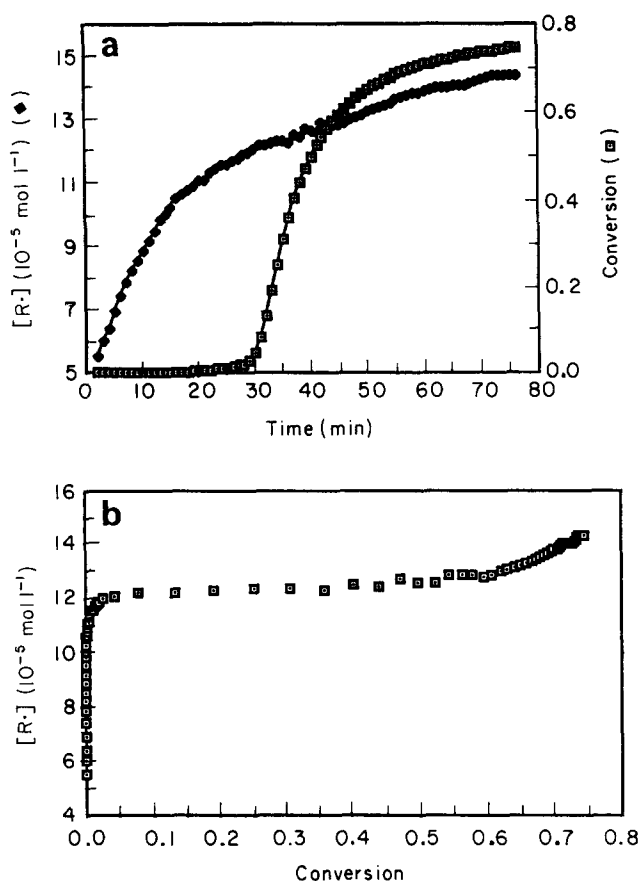 a
15
13
11
9
7
5
[R·] (10⁻⁵ mol l⁻¹) (◆)
0.8
0.6
0.4
0.2
0.0
Conversion (⊡)
0 10 20 30 40 50 60 70 80
Time (min)
b
16
14
12
10
8
6
4
[R·] (10⁻⁵ mol l⁻¹)
0.0 0.1 0.2 0.3 0.4 0.5 0.6 0.7 0.8
Conversion